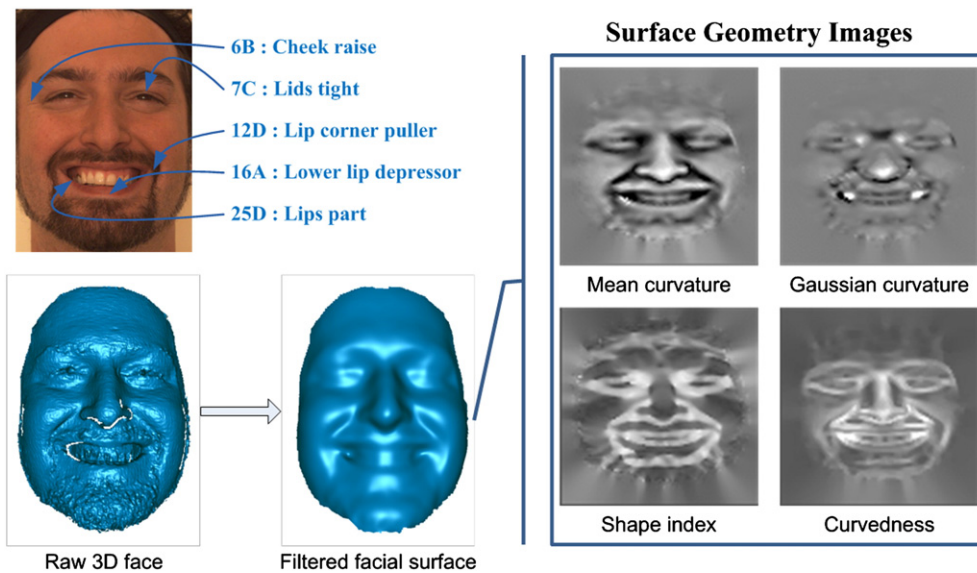 6B : Cheek raise
7C : Lids tight
12D : Lip corner puller
16A : Lower lip depressor
25D : Lips part
Raw 3D face
Filtered facial surface
Surface Geometry Images
Mean curvature
Gaussian curvature
Shape index
Curvedness